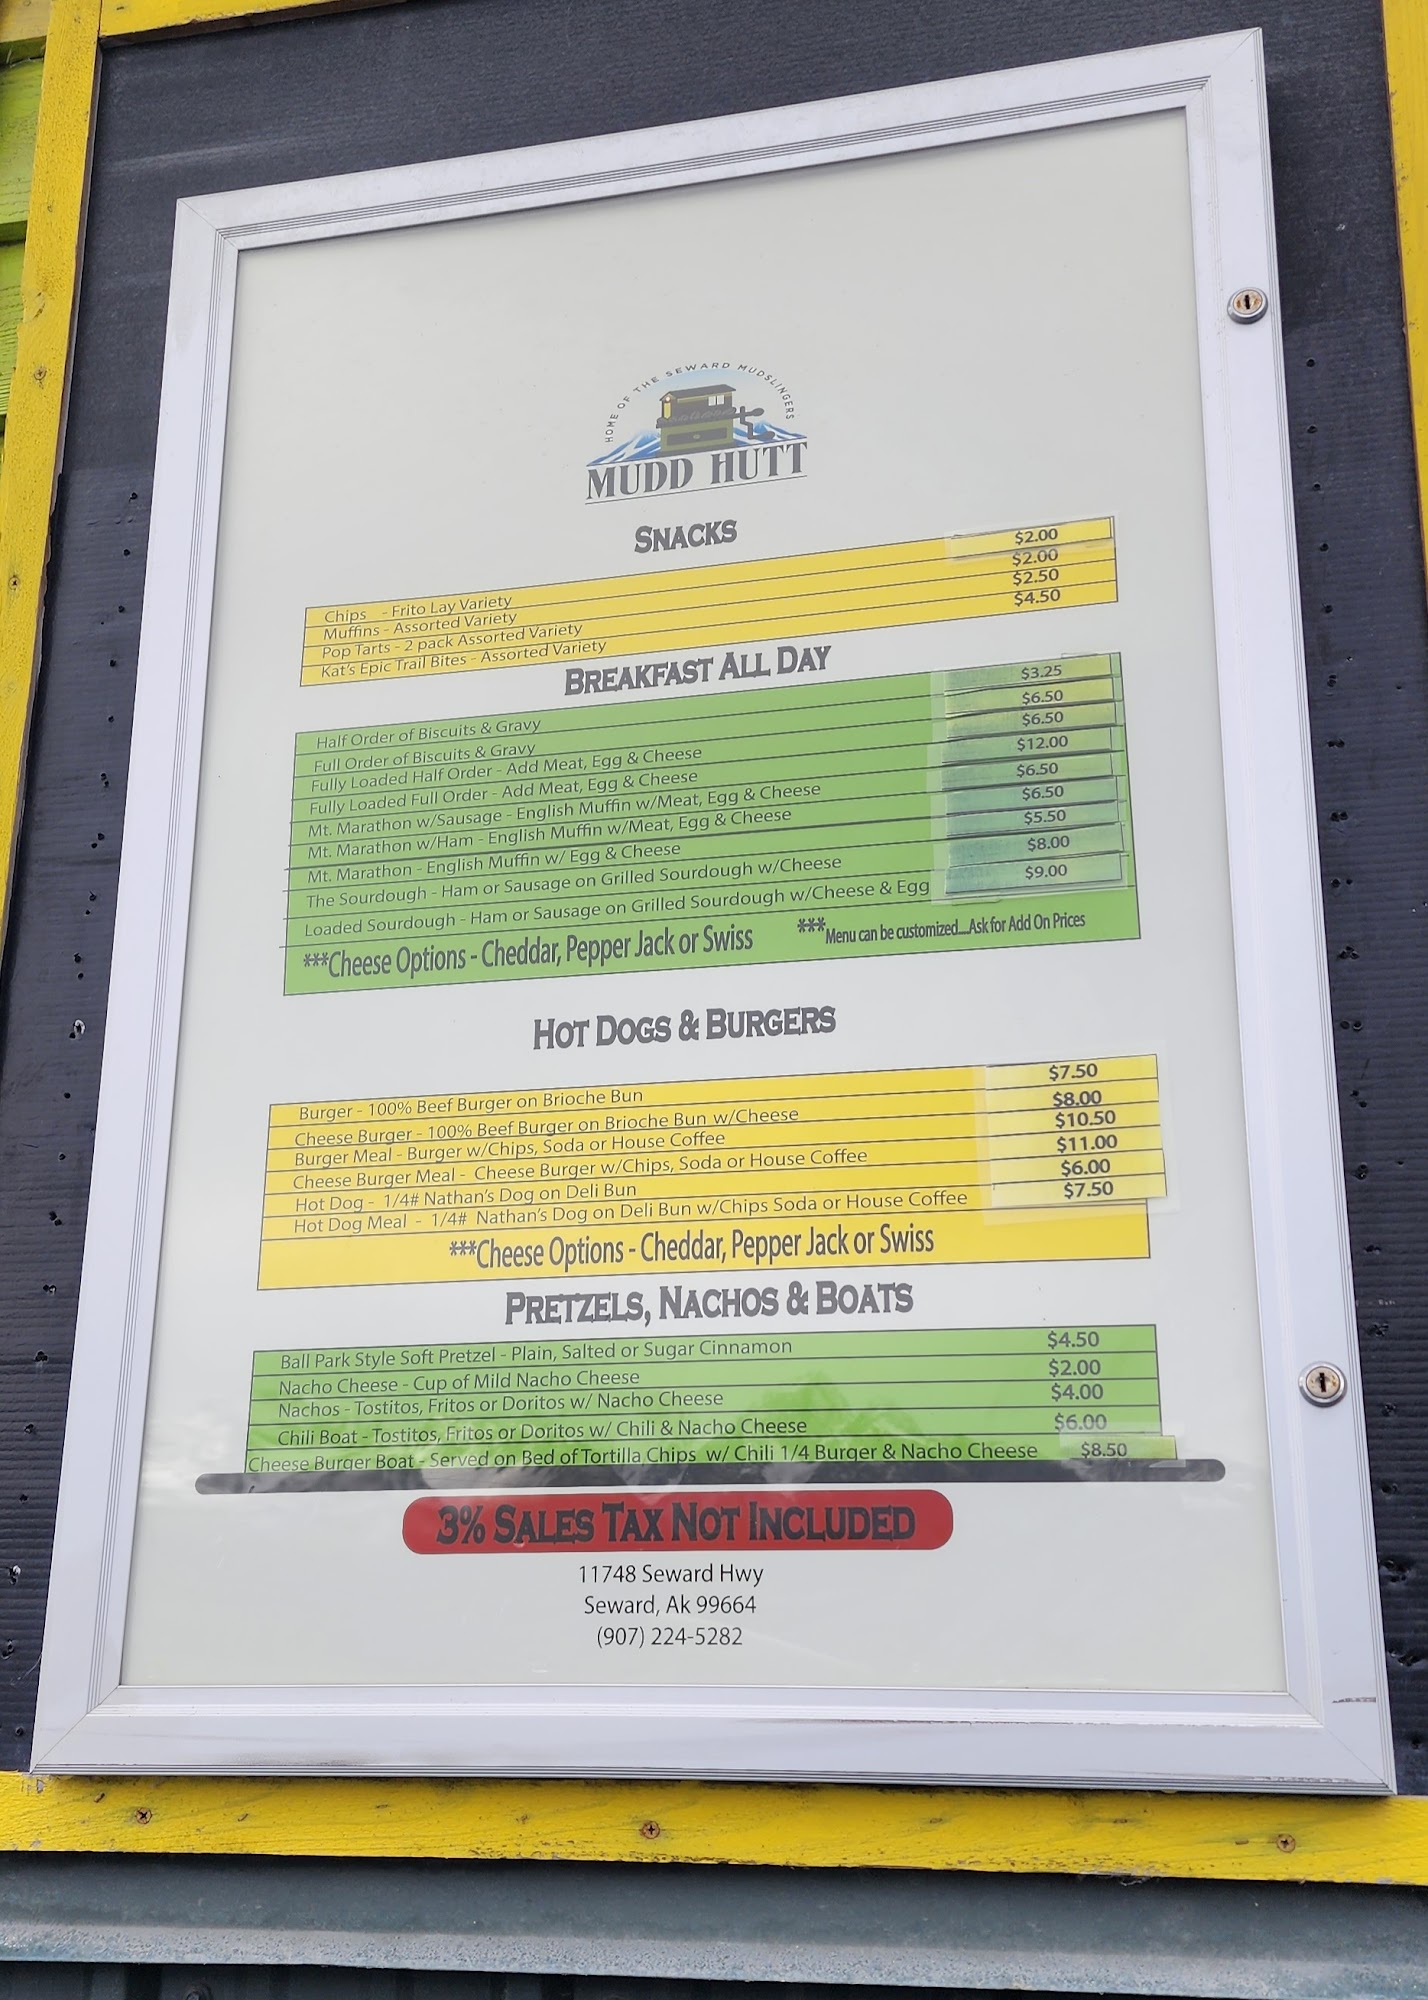 HOME OF THE SEWARD MUDSLINGERS
MUDD HUTT
SNACKS
Chips - Frito Lay Variety $2.00
Muffins - Assorted Variety $2.00
Pop Tarts - 2 pack Assorted Variety $2.50
Kat's Epic Trail Bites - Assorted Variety $4.50
BREAKFAST ALL DAY
Half Order of Biscuits & Gravy $3.25
Full Order of Biscuits & Gravy $6.50
Fully Loaded Half Order - Add Meat, Egg & Cheese $6.50
Fully Loaded Full Order - Add Meat, Egg & Cheese $12.00
Mt. Marathon w/Sausage - English Muffin w/Meat, Egg & Cheese $6.50
Mt. Marathon w/Ham - English Muffin w/Meat, Egg & Cheese $6.50
Mt. Marathon - English Muffin w/ Egg & Cheese $5.50
The Sourdough - Ham or Sausage on Grilled Sourdough w/Cheese $8.00
Loaded Sourdough - Ham or Sausage on Grilled Sourdough w/Cheese & Egg $9.00
***Cheese Options - Cheddar, Pepper Jack or Swiss ***Menu can be customized....Ask for Add On Prices
HOT DOGS & BURGERS
Burger - 100% Beef Burger on Brioche Bun $7.50
Cheese Burger - 100% Beef Burger on Brioche Bun w/Cheese $8.00
Burger Meal - Burger w/Chips, Soda or House Coffee $10.50
Cheese Burger Meal - Cheese Burger w/Chips, Soda or House Coffee $11.00
Hot Dog - 1/4# Nathan's Dog on Deli Bun $6.00
Hot Dog Meal - 1/4# Nathan's Dog on Deli Bun w/Chips Soda or House Coffee $7.50
***Cheese Options - Cheddar, Pepper Jack or Swiss
PRETZELS, NACHOS & BOATS
Ball Park Style Soft Pretzel - Plain, Salted or Sugar Cinnamon $4.50
Nacho Cheese - Cup of Mild Nacho Cheese $2.00
Nachos - Tostitos, Fritos or Doritos w/ Nacho Cheese $4.00
Chili Boat - Tostitos, Fritos or Doritos w/ Chili & Nacho Cheese $6.00
Cheese Burger Boat - Served on Bed of Tortilla Chips w/ Chili 1/4 Burger & Nacho Cheese $8.50
3% SALES TAX NOT INCLUDED
11748 Seward Hwy
Seward, Ak 99664
(907) 224-5282